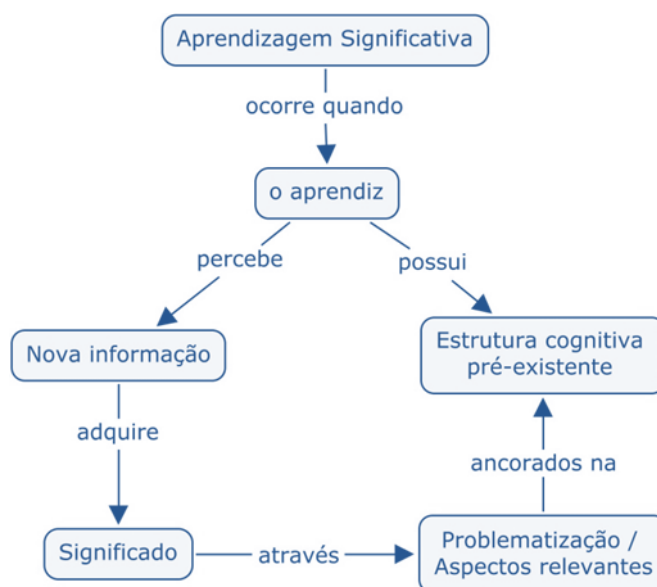 Aprendizagem Significativa
ocorre quando
o aprendiz
percebe
possui
Nova informação
Estrutura cognitiva
pré-existente
adquire
ancorados na
Significado
através
Problematização /
Aspectos relevantes